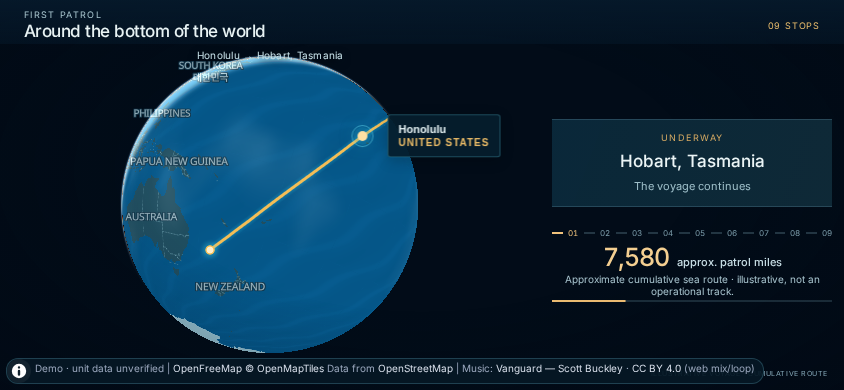 FIRST PATROL
Around the bottom of the world
09 STOPS
Honolulu · Hobart, Tasmania
SOUTH KOREA
대한민국
PHILIPPINES
Honolulu
UNITED STATES
PAPUA NEW GUINEA
AUSTRALIA
NEW ZEALAND
UNDERWAY
Hobart, Tasmania
The voyage continues
01 02 03 04 05 06 07 08 09
7,580 approx. patrol miles
Approximate cumulative sea route · illustrative, not an
operational track.
Demo · unit data unverified | OpenFreeMap © OpenMapTiles Data from OpenStreetMap | Music: Vanguard — Scott Buckley · CC BY 4.0 (web mix/loop)
ULATIVE ROUTE